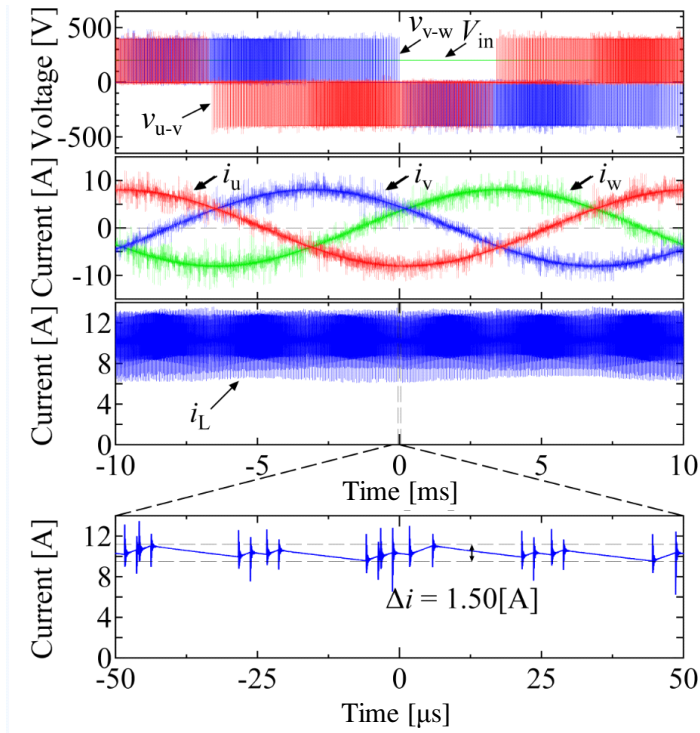 Voltage [V]
500
0
-500
v_v-w
V_in
v_u-v
Current [A]
10
0
-10
i_u
i_v
i_w
Current [A]
12
8
4
0
i_L
-10
-5
0
5
10
Time [ms]
Current [A]
12
8
4
0
Δi = 1.50[A]
-50
-25
0
25
50
Time [μs]